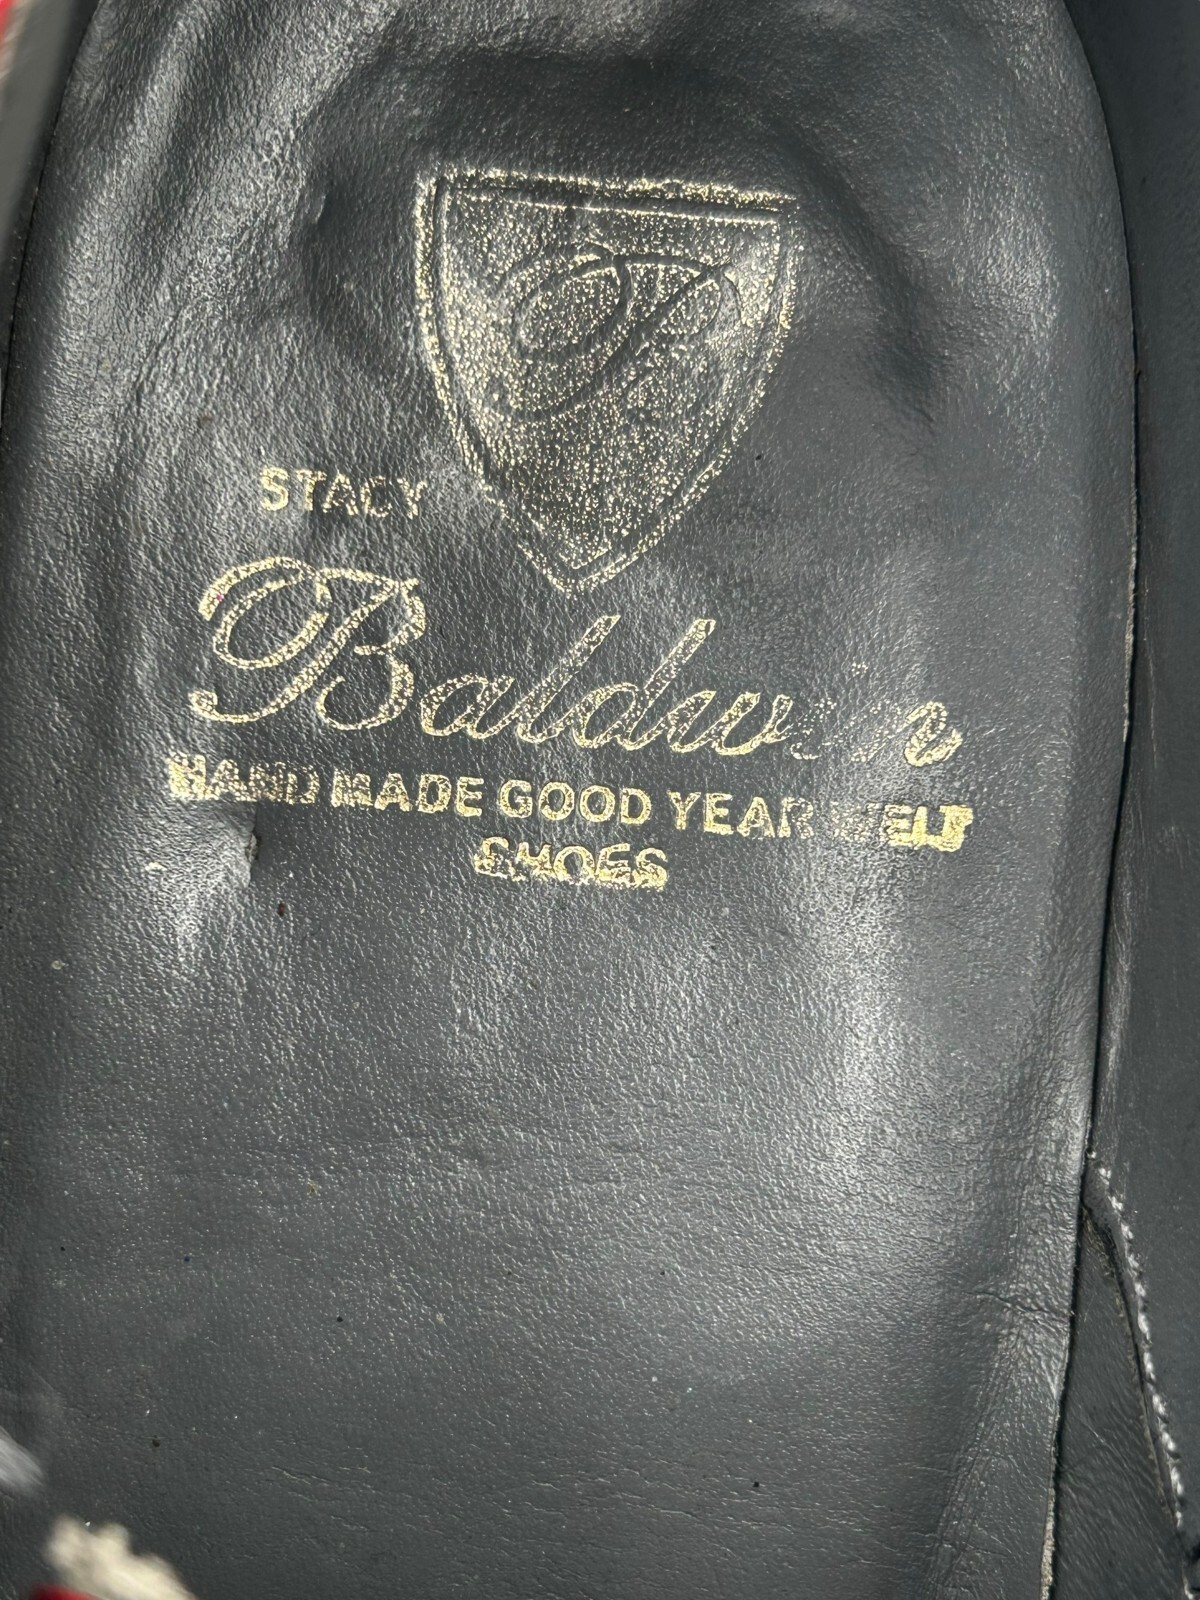 P
STACY
Baldwin
HAND MADE GOOD YEAR WELT
SHOES